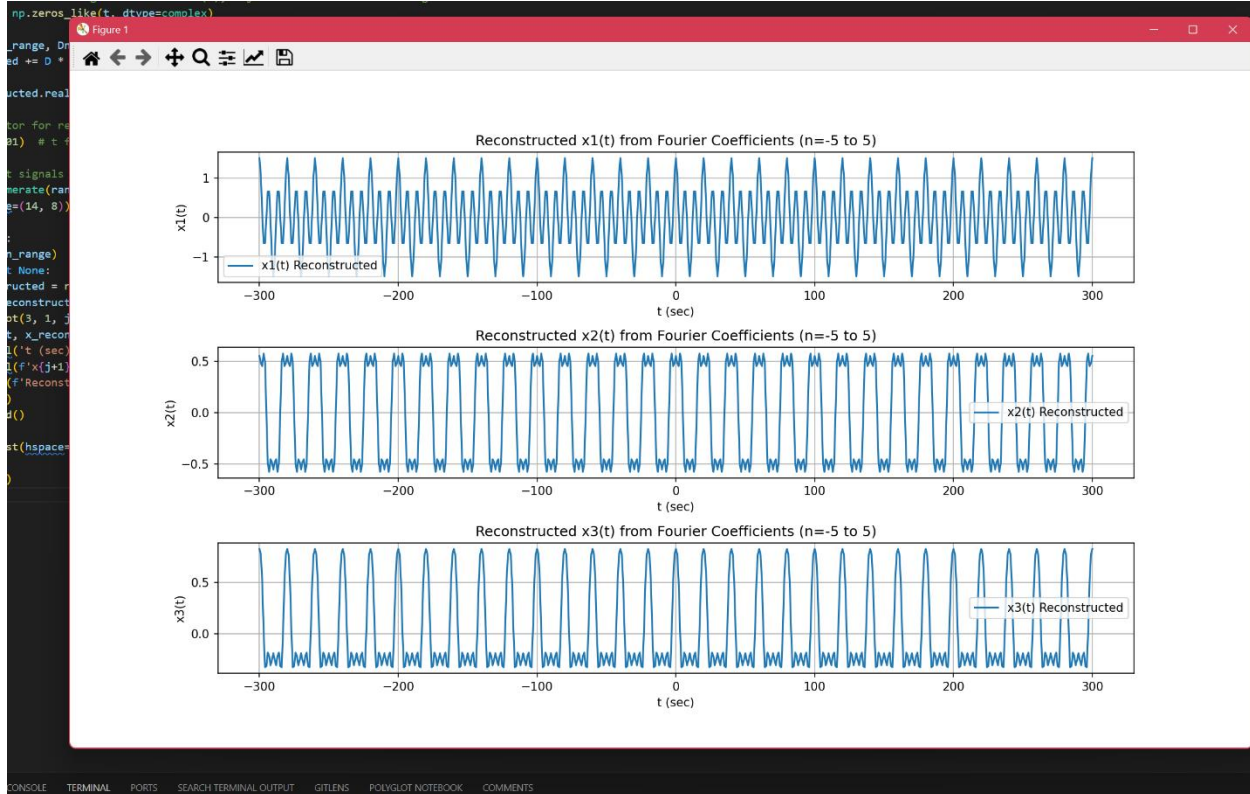 np.zeros_like(t, dtype=complex)
Figure 1
_range, Dn
ed += D *
ucted.real
tor for re
01) # t f
t signals
merate(ran
g=(14, 8))
:
n_range)
t None:
ructed = r
econstruct
ot(3, 1, j
t, x_recon
l('t (sec)
l(f'x{j+1}
(f'Reconst
)
d()
st(hspace=
)
Reconstructed x1(t) from Fourier Coefficients (n=-5 to 5)
x1(t)
1
0
−1
x1(t) Reconstructed
−300 −200 −100 0 100 200 300
t (sec)
Reconstructed x2(t) from Fourier Coefficients (n=-5 to 5)
x2(t)
0.5
0.0
−0.5
x2(t) Reconstructed
−300 −200 −100 0 100 200 300
t (sec)
Reconstructed x3(t) from Fourier Coefficients (n=-5 to 5)
x3(t)
0.5
0.0
x3(t) Reconstructed
−300 −200 −100 0 100 200 300
t (sec)
CONSOLE TERMINAL PORTS SEARCH TERMINAL OUTPUT GITLENS POLYGLOT NOTEBOOK COMMENTS